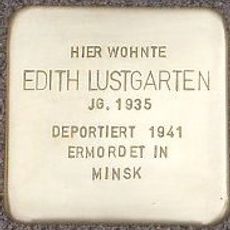 HIER WOHNTE
EDITH LUSTGARTEN
JG. 1935
DEPORTIERT 1941
ERMORDET IN
MINSK